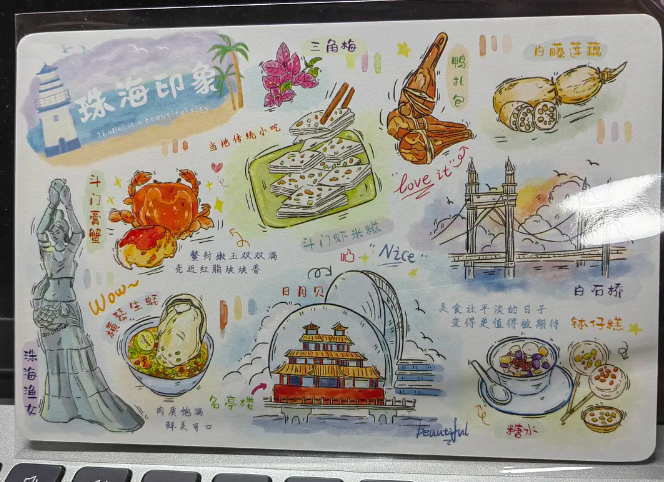 珠海印象
Zhuhai is a beautiful city
三角梅
鸭扎包
白藤莲藕
当地传统小吃
"love it"
斗门膏蟹
斗门虾米糍
蟹封嫩玉双双满
壳近红脂块块香
"Nice"
日月贝
白石桥
Wow~
横琴生蚝
美食让平淡的日子
变得更值得被期待
钵仔糕
珠海渔女
肉质饱满
鲜美可口
名亭楼
beautiful
糖水